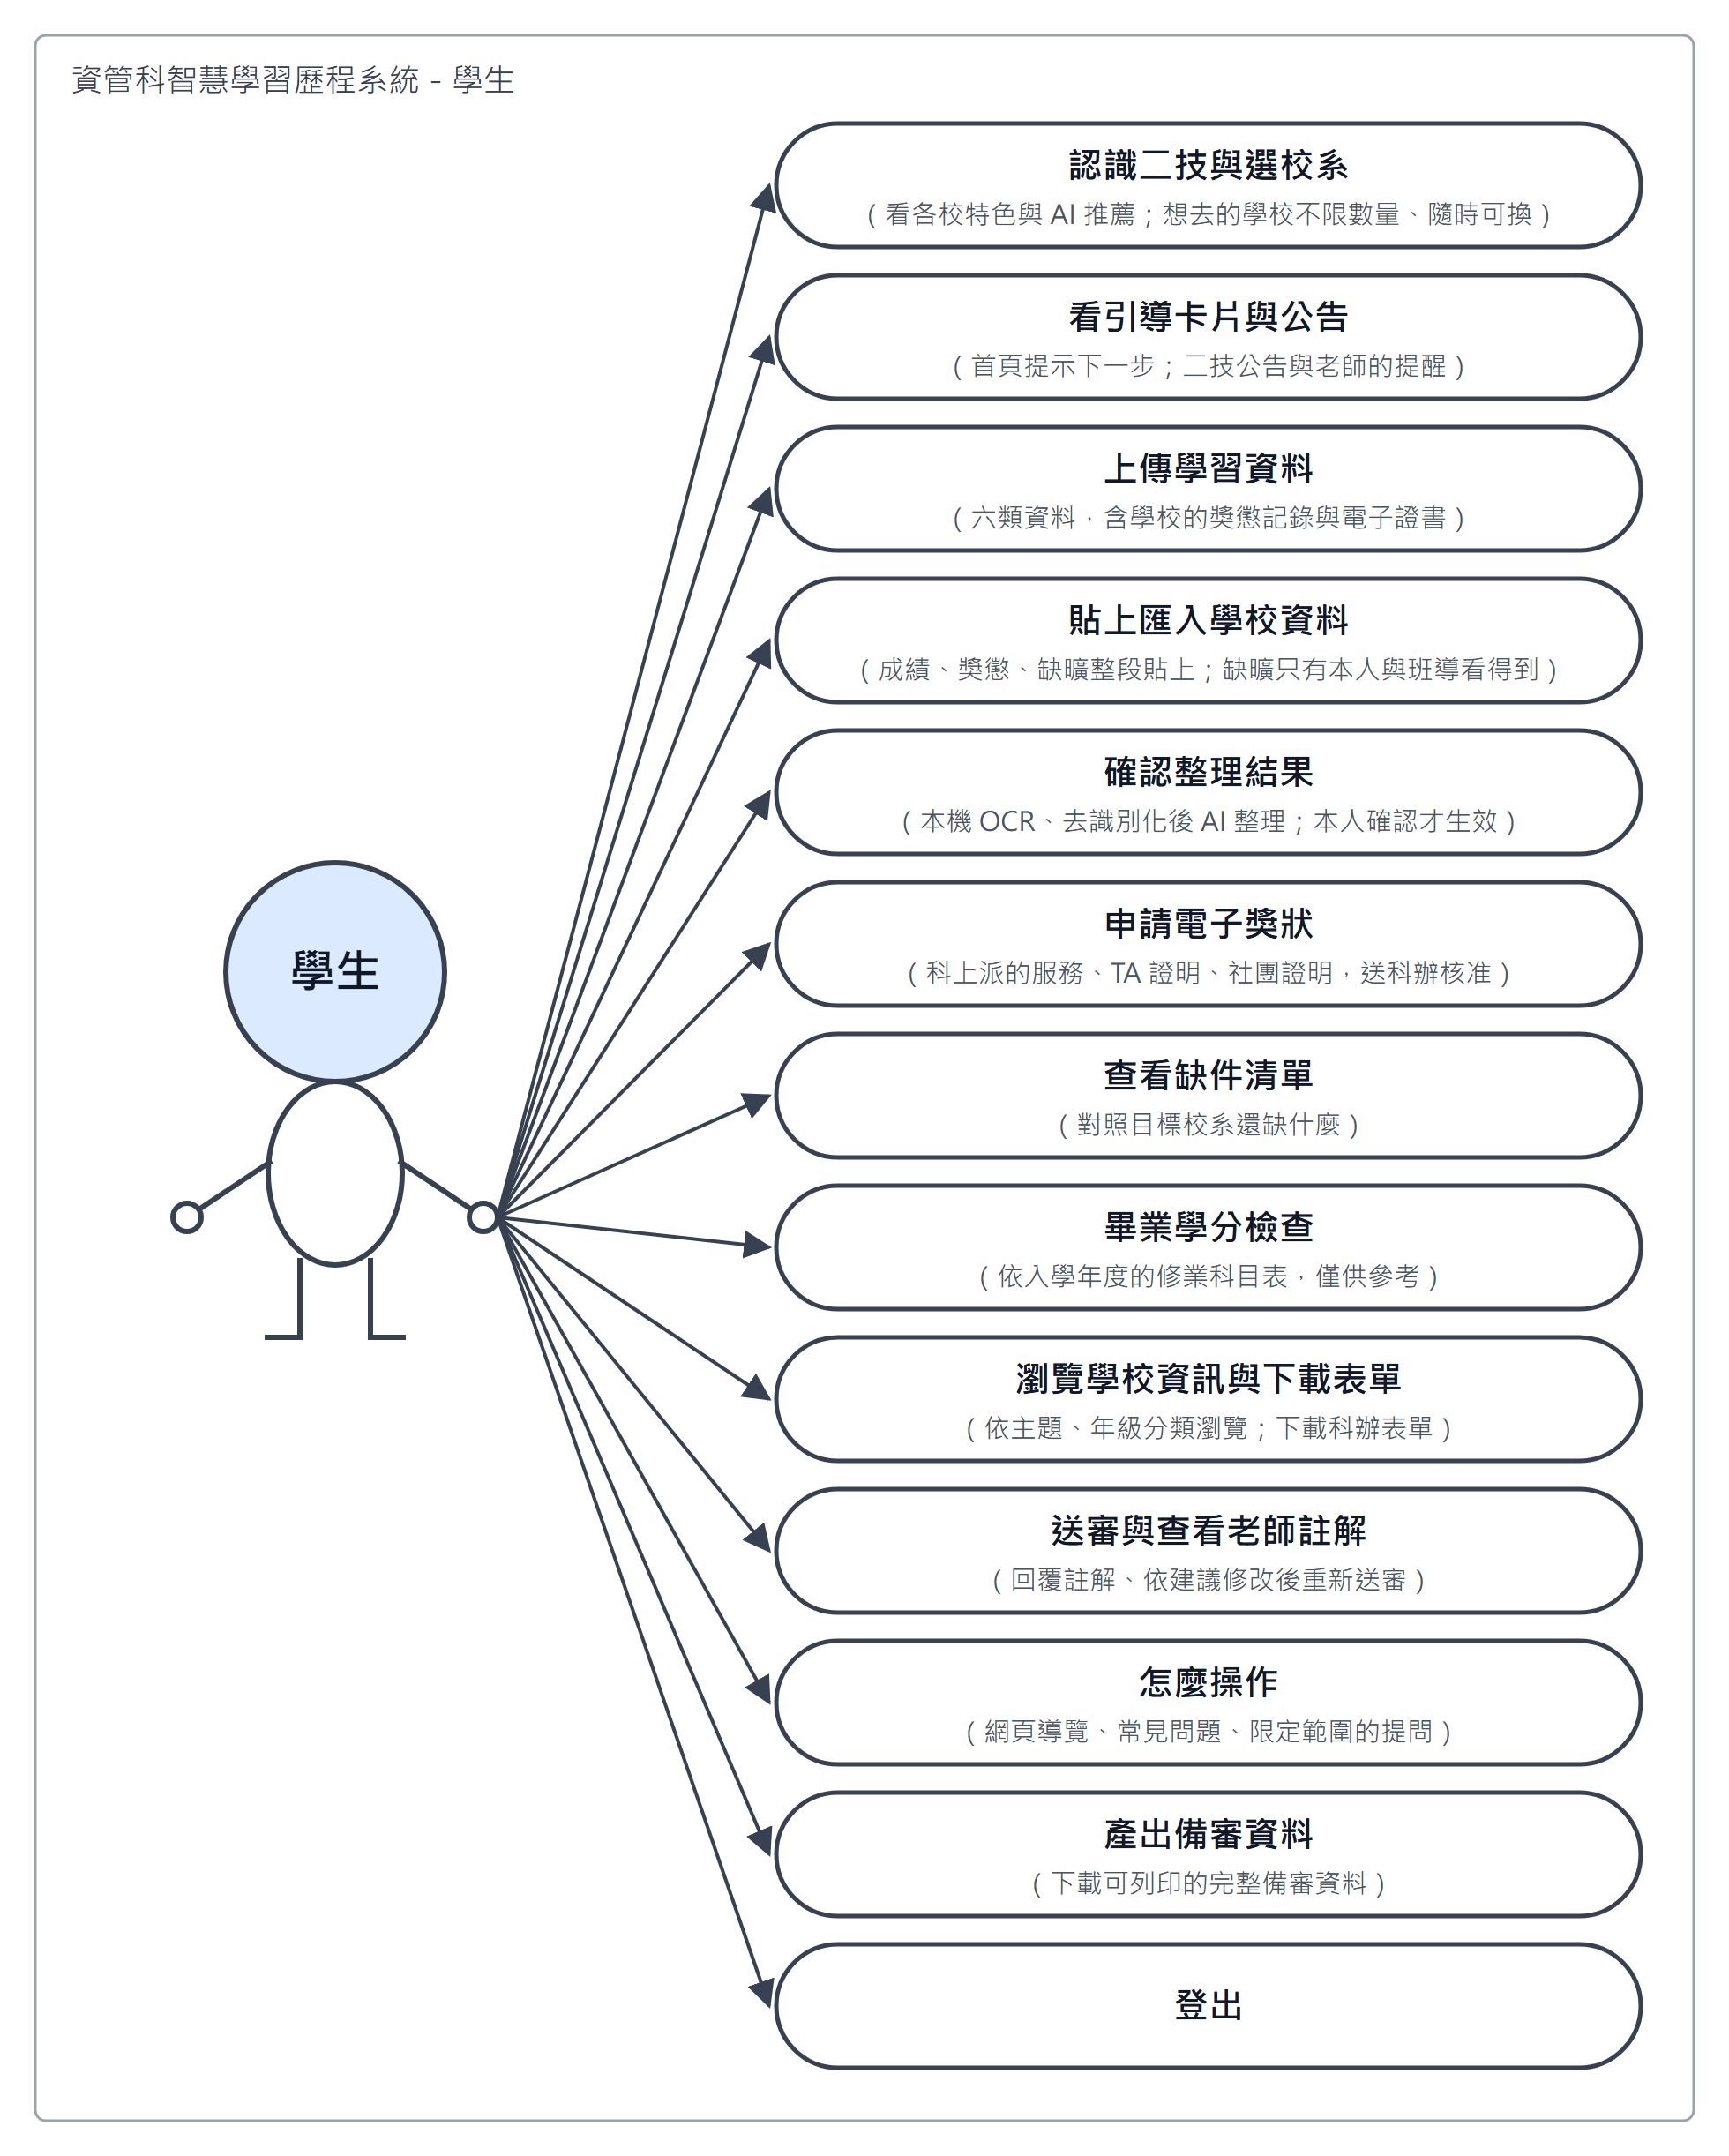 資管科智慧學習歷程系統 - 學生
認識二技與選校系
( 看各校特色與 AI 推薦；想去的學校不限數量、隨時可換 )
看引導卡片與公告
( 首頁提示下一步；二技公告與老師的提醒 )
上傳學習資料
( 六類資料，含學校的獎懲記錄與電子證書 )
貼上匯入學校資料
( 成績、獎懲、缺曠整段貼上；缺曠只有本人與班導看得到 )
確認整理結果
( 本機 OCR、去識別化後 AI 整理；本人確認才生效 )
申請電子獎狀
( 科上派的服務、TA 證明、社團證明，送科辦核准 )
學生
查看缺件清單
( 對照目標校系還缺什麼 )
畢業學分檢查
( 依入學年度的修業科目表，僅供參考 )
瀏覽學校資訊與下載表單
( 依主題、年級分類瀏覽；下載科辦表單 )
送審與查看老師註解
( 回覆註解、依建議修改後重新送審 )
怎麼操作
( 網頁導覽、常見問題、限定範圍的提問 )
產出備審資料
( 下載可列印的完整備審資料 )
登出